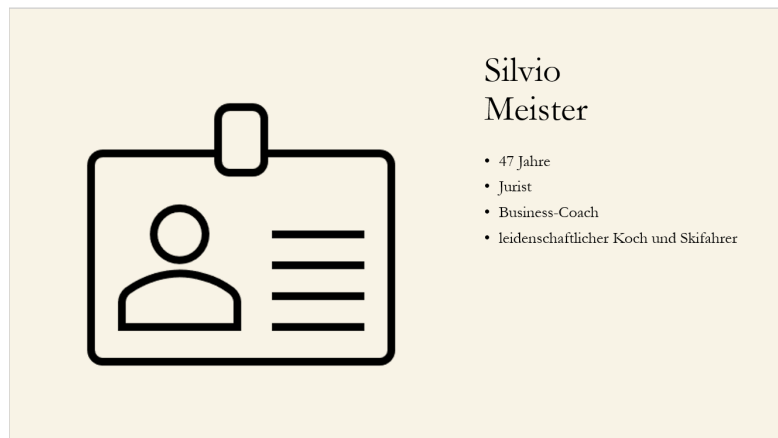 Silvio
Meister
• 47 Jahre
• Jurist
• Business-Coach
• leidenschaftlicher Koch und Skifahrer